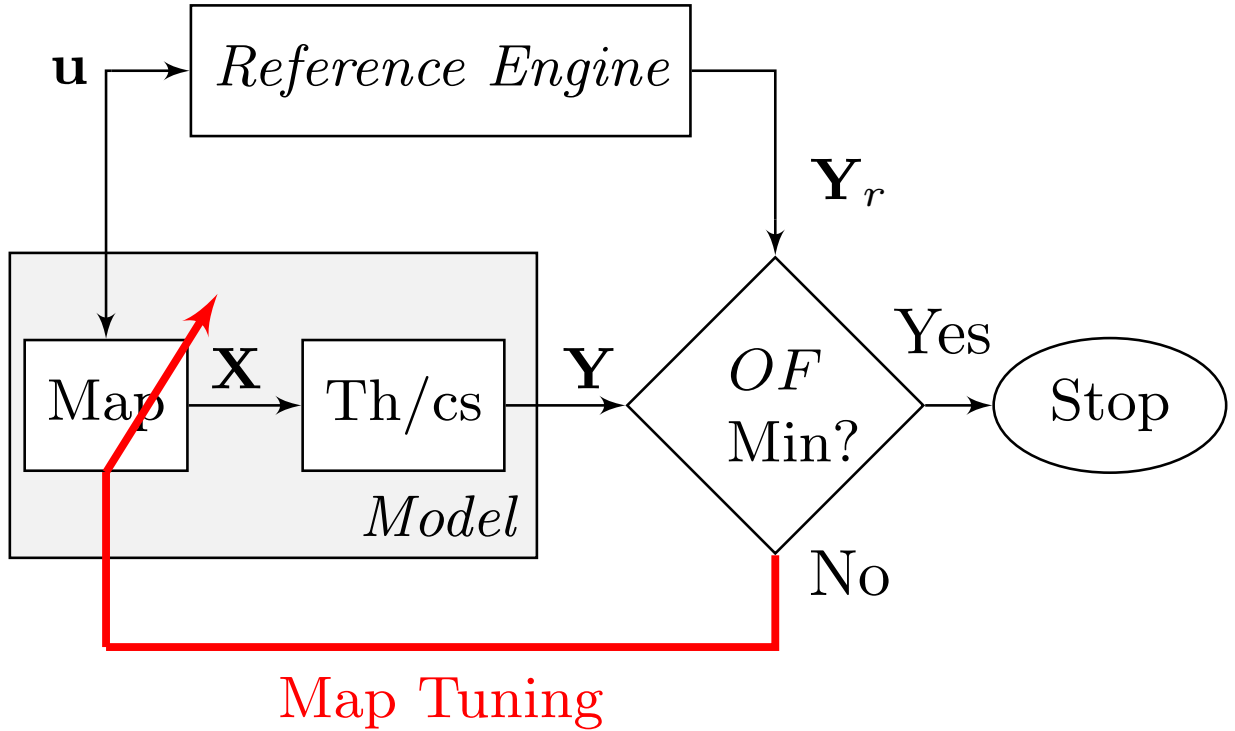 u
Reference Engine
Y_r
Yes
Map
X
Th/cs
Y
OF
Min?
Stop
Model
No
Map Tuning